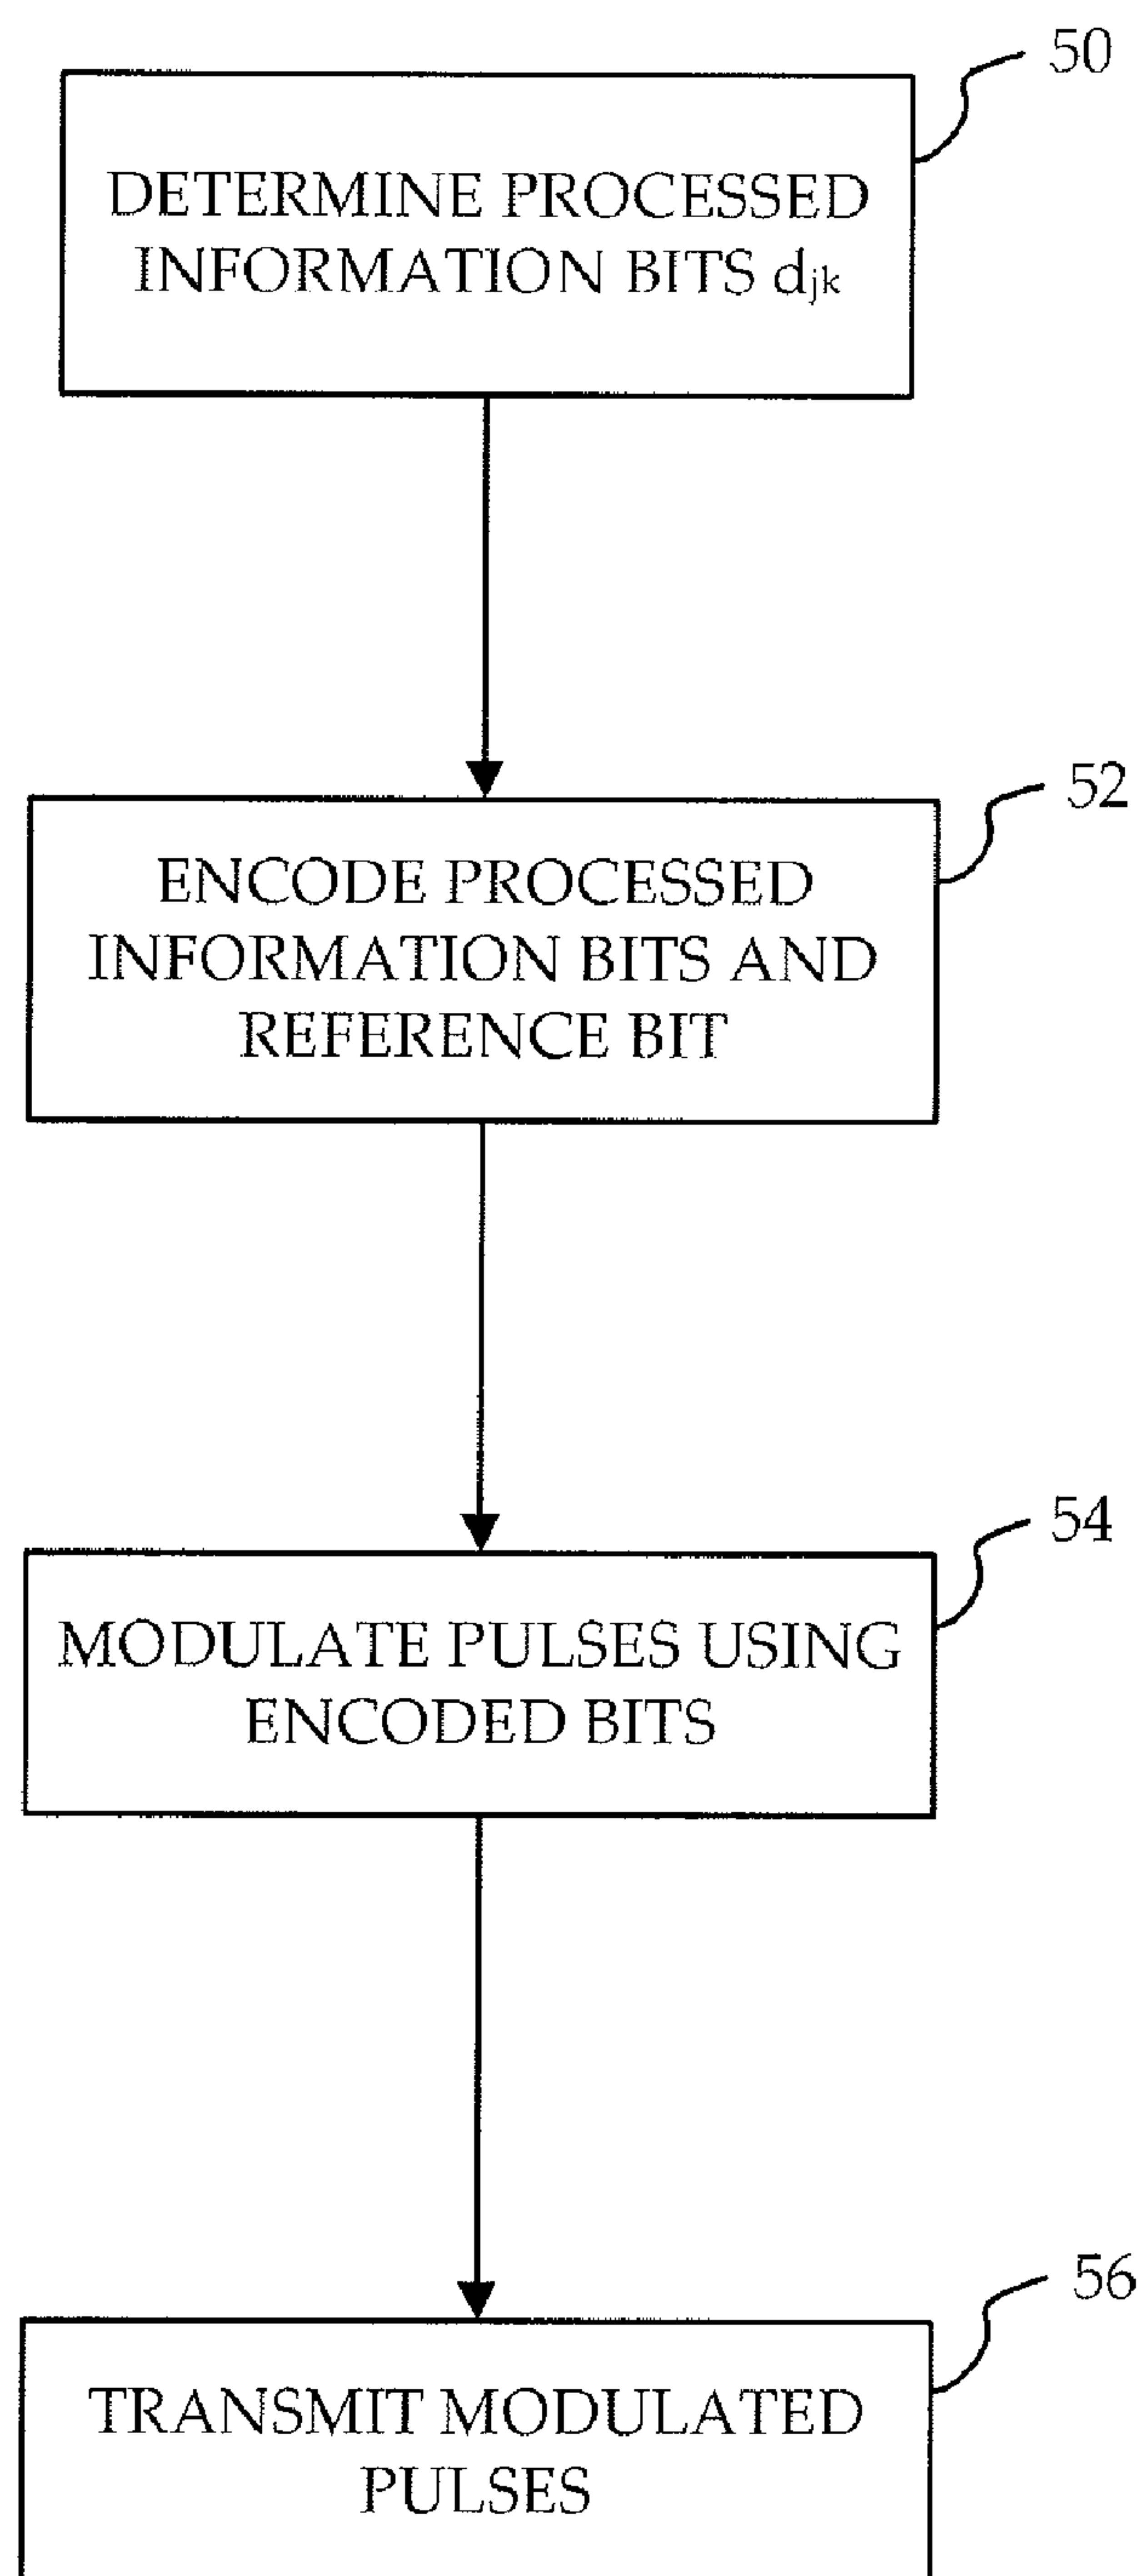 50
DETERMINE PROCESSED
INFORMATION BITS djk
52
ENCODE PROCESSED
INFORMATION BITS AND
REFERENCE BIT
54
MODULATE PULSES USING
ENCODED BITS
56
TRANSMIT MODULATED
PULSES